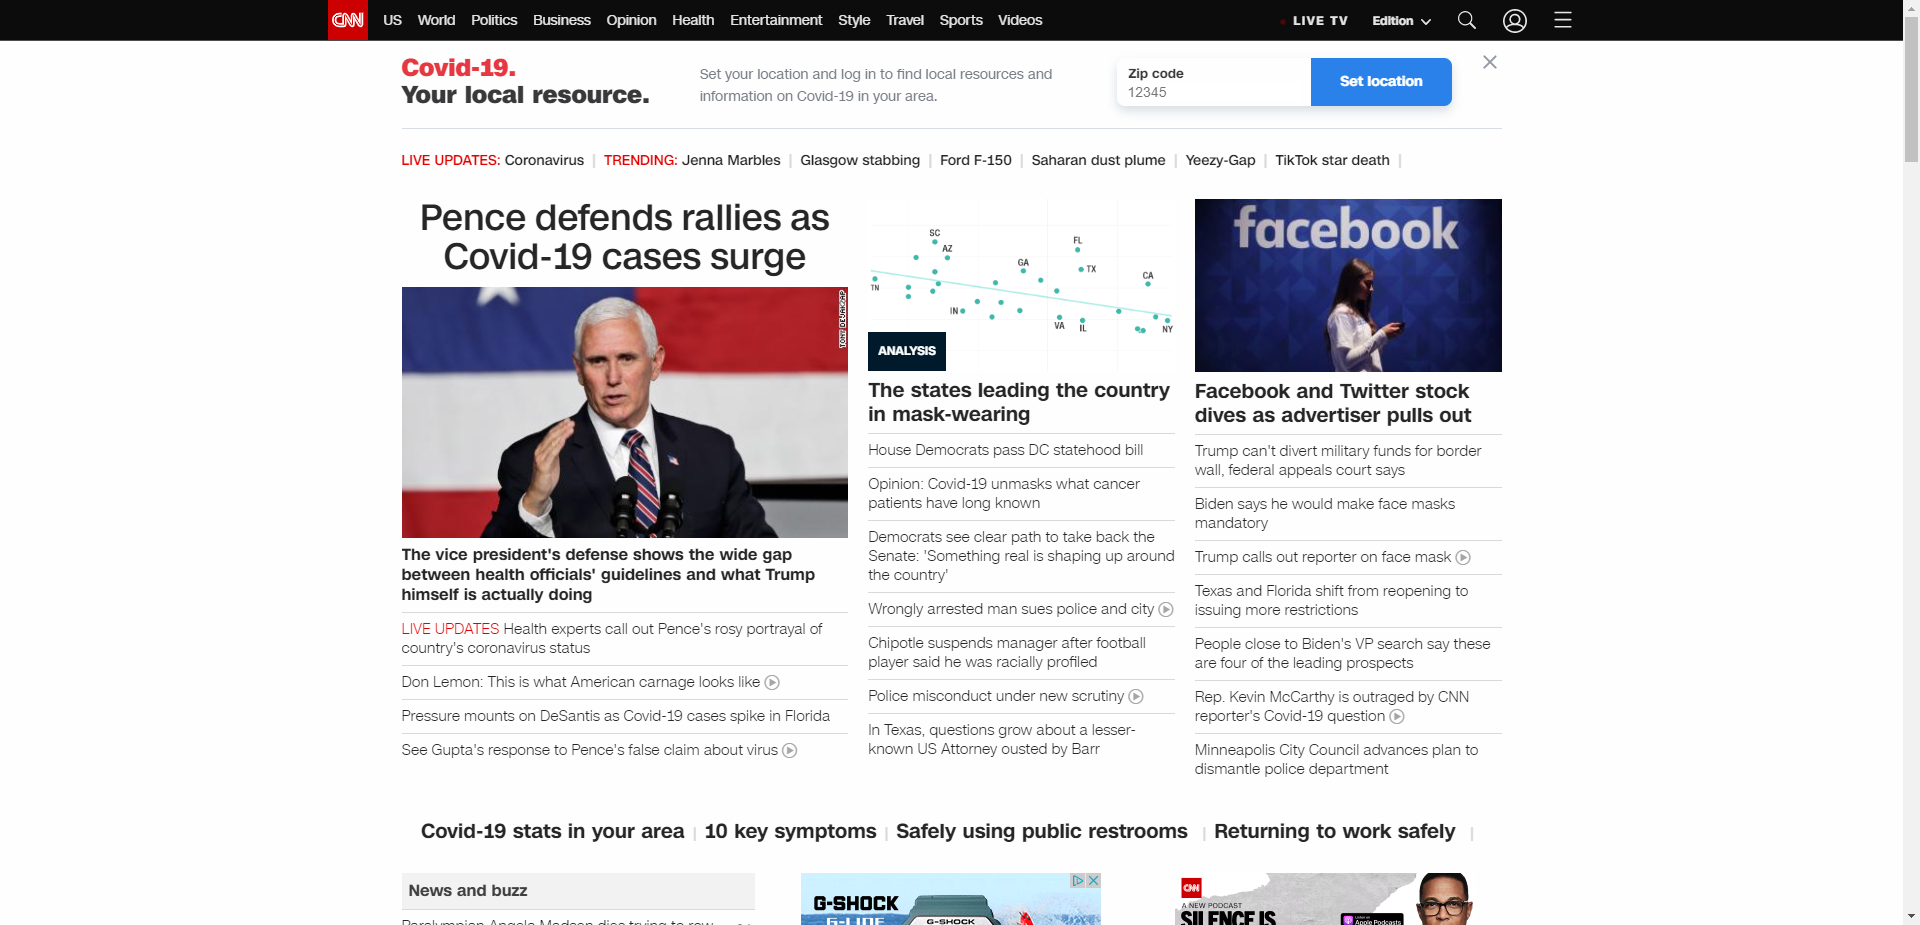 CNN
US World Politics Business Opinion Health Entertainment Style Travel Sports Videos
LIVE TV Edition
Covid-19.
Your local resource.
Set your location and log in to find local resources and
information on Covid-19 in your area.
Zip code
12345
Set location
LIVE UPDATES: Coronavirus | TRENDING: Jenna Marbles | Glasgow stabbing | Ford F-150 | Saharan dust plume | Yeezy-Gap | TikTok star death |
Pence defends rallies as
Covid-19 cases surge
TONY DEJAK/AP
The vice president's defense shows the wide gap
between health officials' guidelines and what Trump
himself is actually doing
LIVE UPDATES Health experts call out Pence's rosy portrayal of
country's coronavirus status
Don Lemon: This is what American carnage looks like
Pressure mounts on DeSantis as Covid-19 cases spike in Florida
See Gupta's response to Pence's false claim about virus
SC
AZ
FL
GA
TX
CA
TN
IN
VA
IL
NY
ANALYSIS
The states leading the country
in mask-wearing
House Democrats pass DC statehood bill
Opinion: Covid-19 unmasks what cancer
patients have long known
Democrats see clear path to take back the
Senate: 'Something real is shaping up around
the country'
Wrongly arrested man sues police and city
Chipotle suspends manager after football
player said he was racially profiled
Police misconduct under new scrutiny
In Texas, questions grow about a lesser-
known US Attorney ousted by Barr
facebook
Facebook and Twitter stock
dives as advertiser pulls out
Trump can't divert military funds for border
wall, federal appeals court says
Biden says he would make face masks
mandatory
Trump calls out reporter on face mask
Texas and Florida shift from reopening to
issuing more restrictions
People close to Biden's VP search say these
are four of the leading prospects
Rep. Kevin McCarthy is outraged by CNN
reporter's Covid-19 question
Minneapolis City Council advances plan to
dismantle police department
Covid-19 stats in your area | 10 key symptoms | Safely using public restrooms | Returning to work safely |
News and buzz
Paralympian Angela Madsen dies trying to row
G-SHOCK
G-LIDE
G-SHOCK
CNN
A NEW PODCAST
SILENCE IS
Listen on
Apple Podcasts